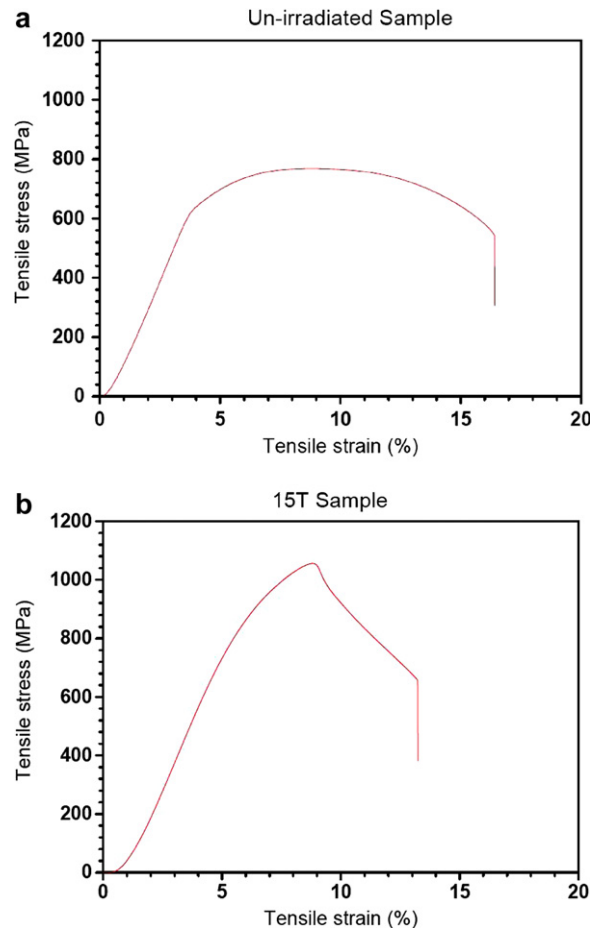 a
Un-irradiated Sample
1200
1000
800
600
400
200
0
Tensile stress (MPa)
0 5 10 15 20
Tensile strain (%)
b
15T Sample
1200
1000
800
600
400
200
0
Tensile stress (MPa)
0 5 10 15 20
Tensile strain (%)